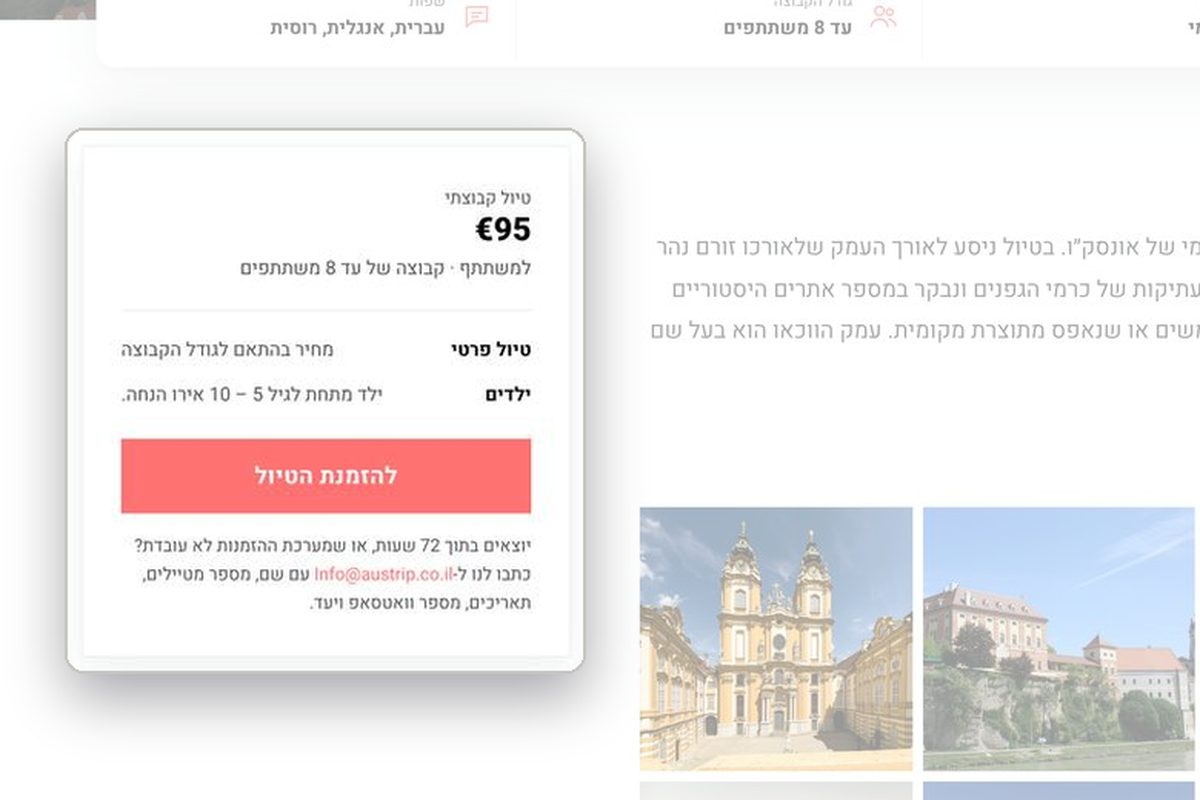 שפות
עברית, אנגלית, רוסית
גודל הקבוצה
עד 8 משתתפים
טיול קבוצתי
€95
למשתתף · קבוצה של עד 8 משתתפים
טיול פרטי
מחיר בהתאם לגודל הקבוצה
ילדים
ילד מתחת לגיל 5 – 10 אירו הנחה.
להזמנת הטיול
יוצאים בתוך 72 שעות, או שמערכת ההזמנות לא עובדת?
כתבו לנו ל-Info@austrip.co.il עם שם, מספר מטיילים,
תאריכים, מספר וואטסאפ ויעד.
של אונסק״ו. בטיול ניסע לאורך העמק שלאורכו זורם נהר
עתיקות של כרמי הגפנים ונבקר במספר אתרים היסטוריים
או שנאפס מתוצרת מקומית. עמק הווכאו הוא בעל שם